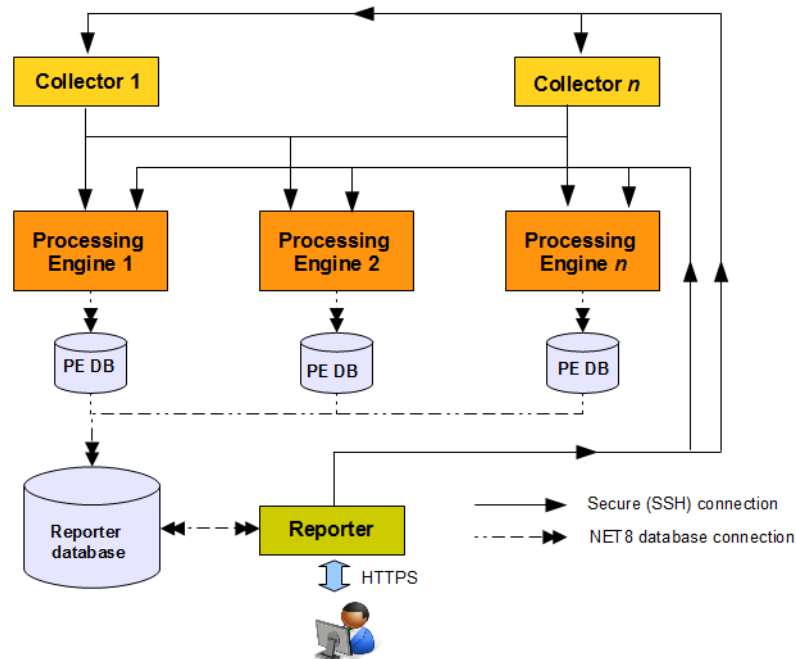 Collector 1
Collector n
Processing
Engine 1
Processing
Engine 2
Processing
Engine n
PE DB
PE DB
PE DB
Reporter
database
Reporter
Secure (SSH) connection
NET8 database connection
HTTPS